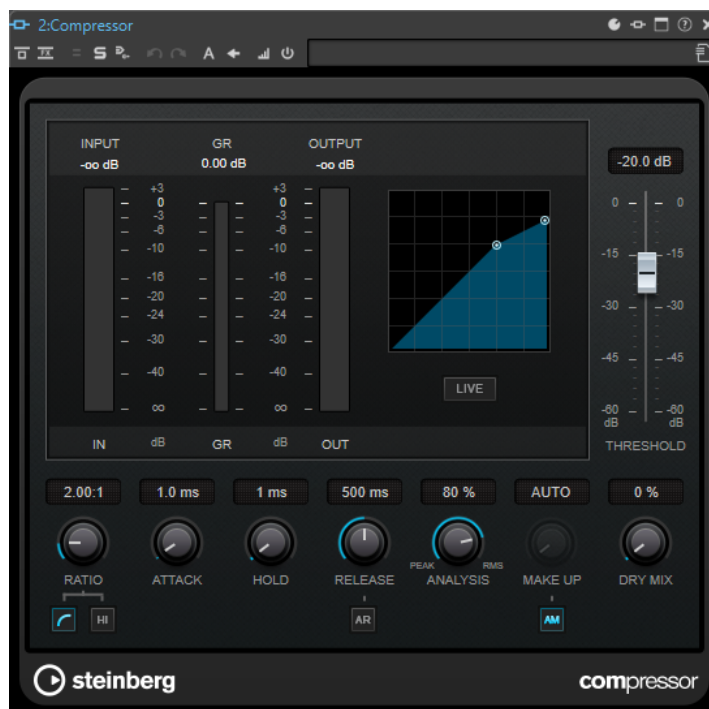 2:Compressor
A
INPUT GR OUTPUT
-oo dB 0.00 dB -oo dB
-20.0 dB
+3 +3
0 0
-3 -3
-6 -6
-10 -10
-16 -16
-20 -20
-24 -24
-30 -30
-40 -40
∞ ∞
0 0
-15 -15
-30 -30
-45 -45
-60 -60
dB dB
LIVE
IN dB GR dB OUT
THRESHOLD
2.00:1 1.0 ms 1 ms 500 ms 80 % AUTO 0 %
PEAK RMS
RATIO ATTACK HOLD RELEASE ANALYSIS MAKE UP DRY MIX
HI AR AM
steinberg compressor